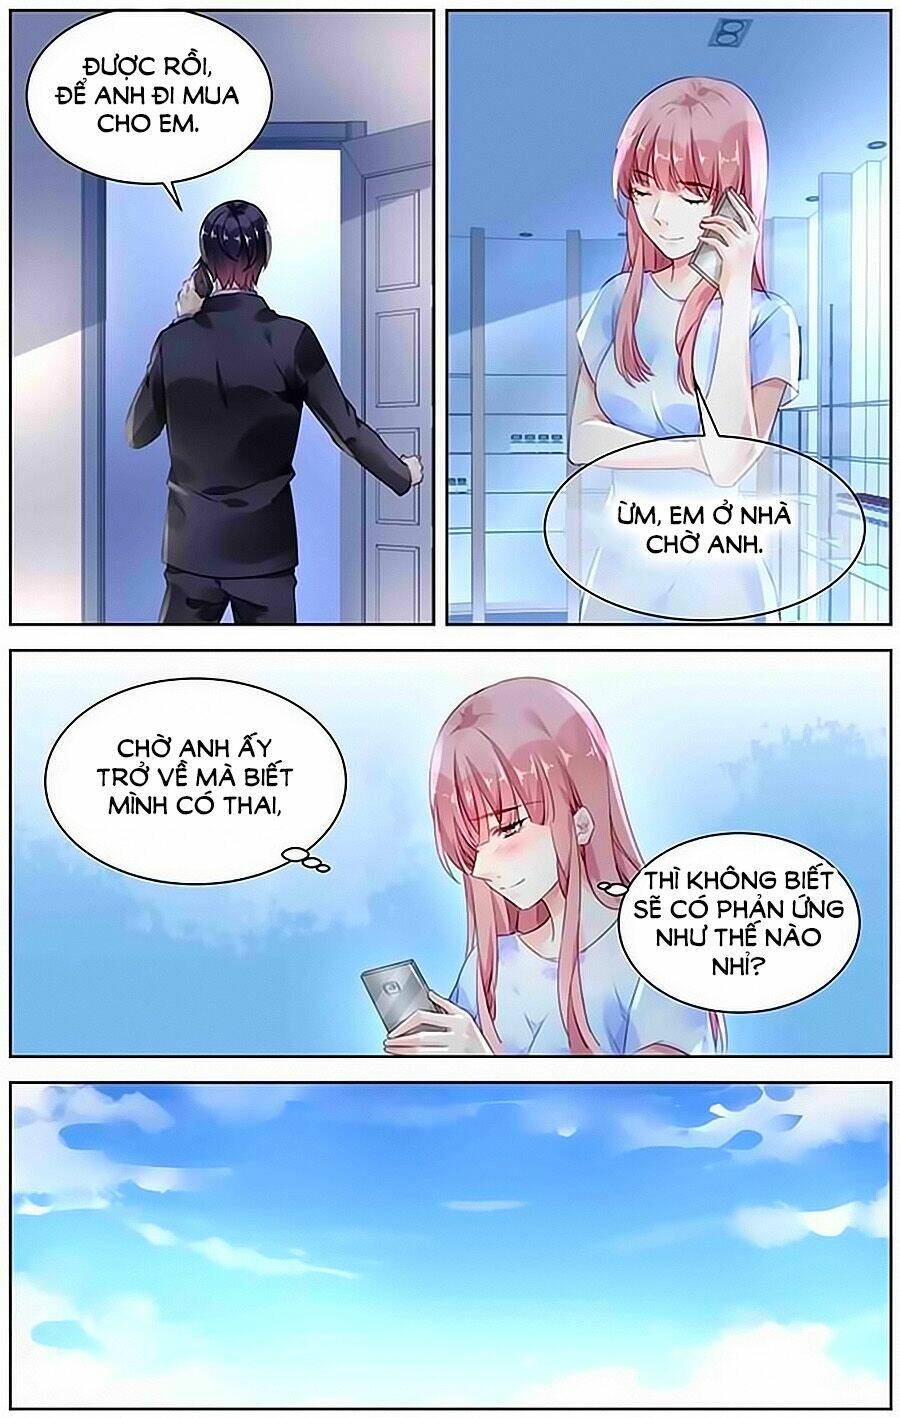 ĐƯỢC RỒI,
ĐỂ ANH ĐI MUA
CHO EM.
ỪM, EM Ở NHÀ
CHỜ ANH.
CHỜ ANH ẤY
TRỞ VỀ MÀ BIẾT
MÌNH CÓ THAI,
THÌ KHÔNG BIẾT
SẼ CÓ PHẢN ỨNG
NHƯ THẾ NÀO
NHỈ?